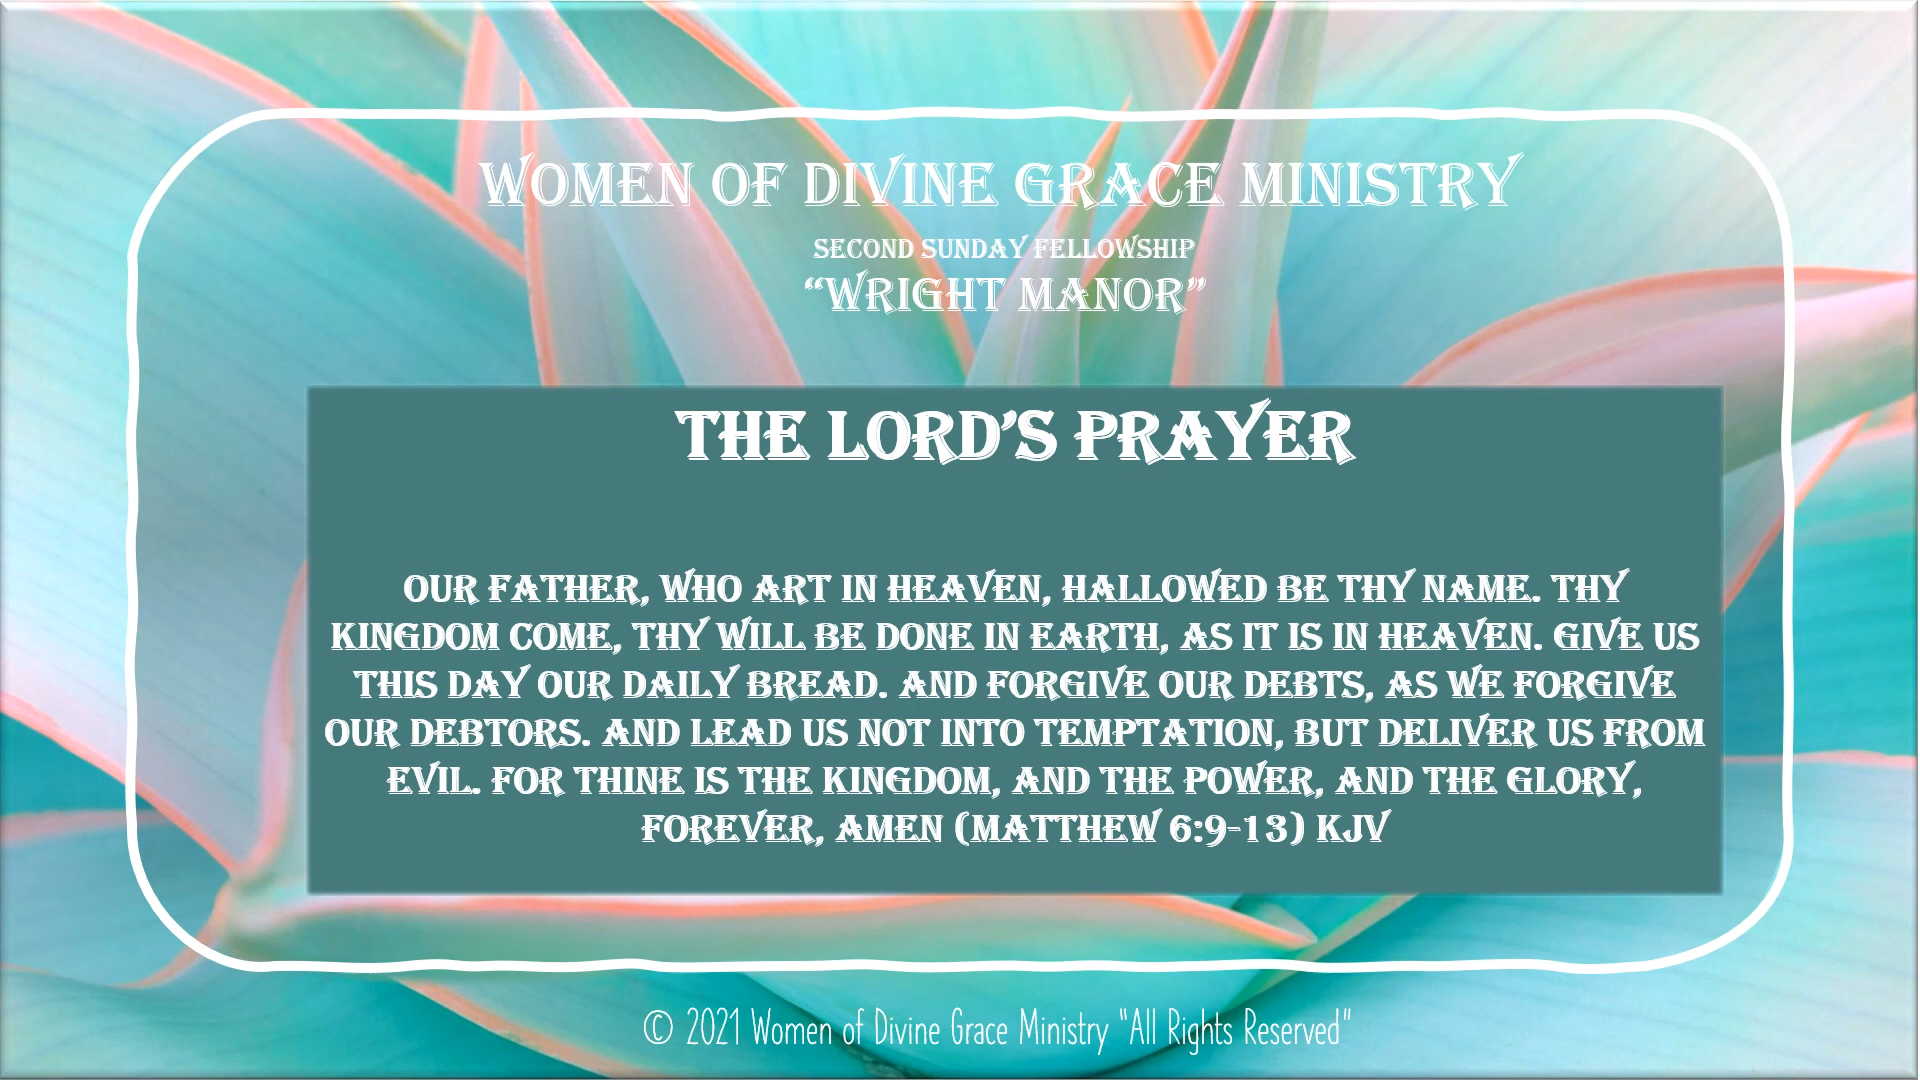 WOMEN OF DIVINE GRACE MINISTRY
SECOND SUNDAY FELLOWSHIP
“WRIGHT MANOR”
THE LORD’S PRAYER
OUR FATHER, WHO ART IN HEAVEN, HALLOWED BE THY NAME. THY
KINGDOM COME, THY WILL BE DONE IN EARTH, AS IT IS IN HEAVEN. GIVE US
THIS DAY OUR DAILY BREAD. AND FORGIVE OUR DEBTS, AS WE FORGIVE
OUR DEBTORS. AND LEAD US NOT INTO TEMPTATION, BUT DELIVER US FROM
EVIL. FOR THINE IS THE KINGDOM, AND THE POWER, AND THE GLORY,
FOREVER, AMEN (MATTHEW 6:9-13) KJV
© 2021 Women of Divine Grace Ministry "All Rights Reserved"